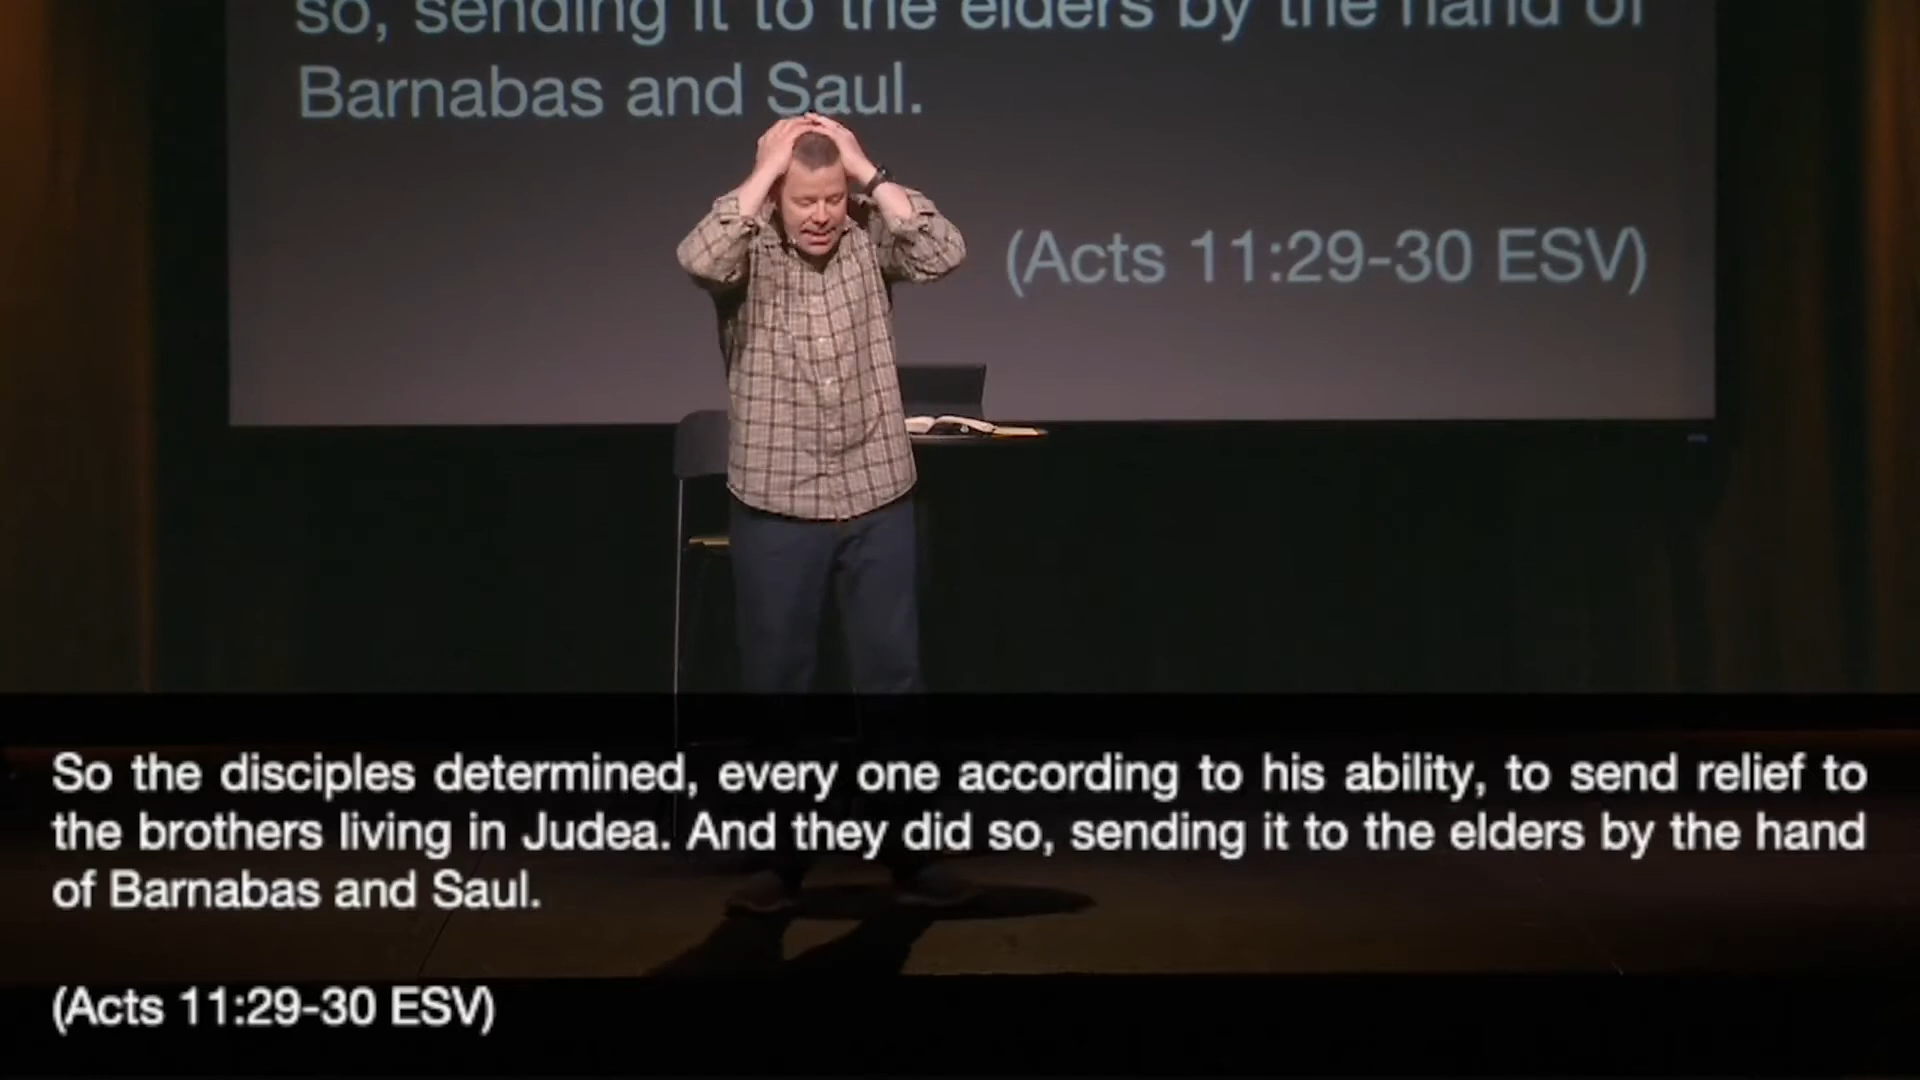 so, sending it to the elders by the hand of
Barnabas and Saul.
(Acts 11:29-30 ESV)
So the disciples determined, every one according to his ability, to send relief to
the brothers living in Judea. And they did so, sending it to the elders by the hand
of Barnabas and Saul.
(Acts 11:29-30 ESV)